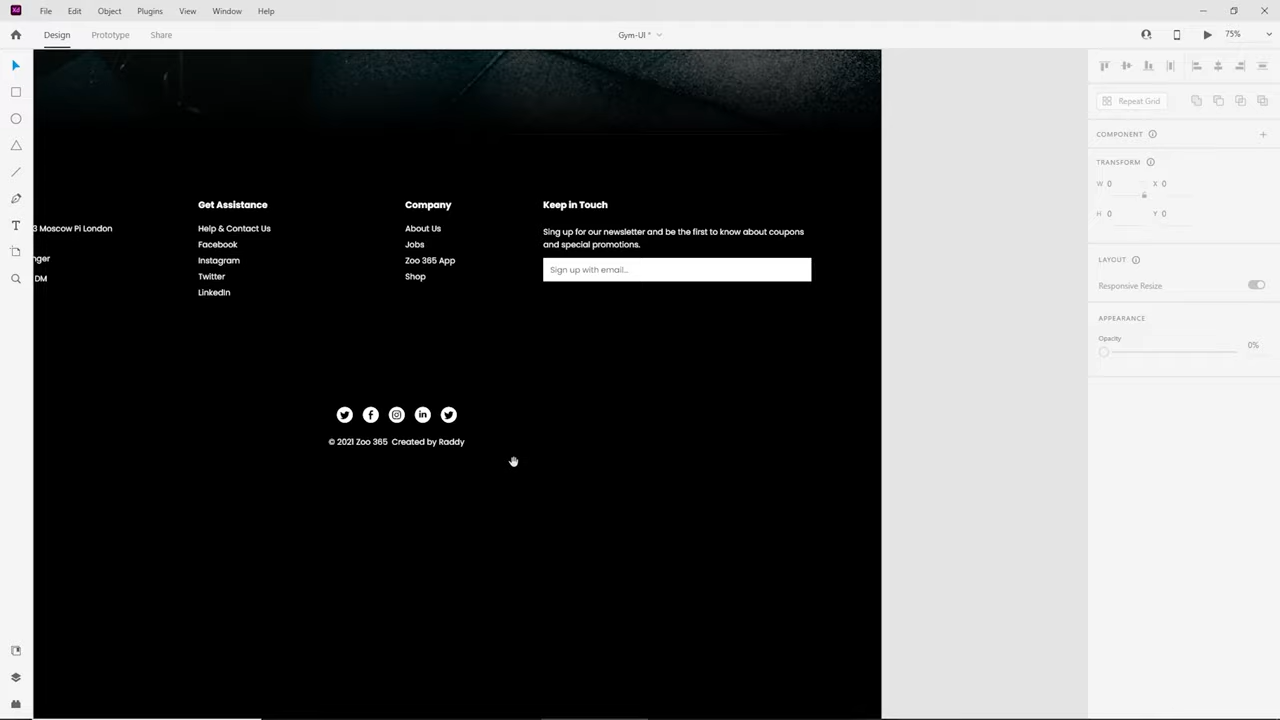 Xd File Edit Object Plugins View Window Help
Design Prototype Share Gym-UI * 75%
Repeat Grid
COMPONENT
TRANSFORM
W 0 X 0
H 0 Y 0
LAYOUT
Responsive Resize
APPEARANCE
Opacity
0%
3 Moscow Pl London
nger
DM
Get Assistance
Help & Contact Us
Facebook
Instagram
Twitter
LinkedIn
Company
About Us
Jobs
Zoo 365 App
Shop
Keep in Touch
Sing up for our newsletter and be the first to know about coupons
and special promotions.
Sign up with email...
© 2021 Zoo 365 Created by Raddy